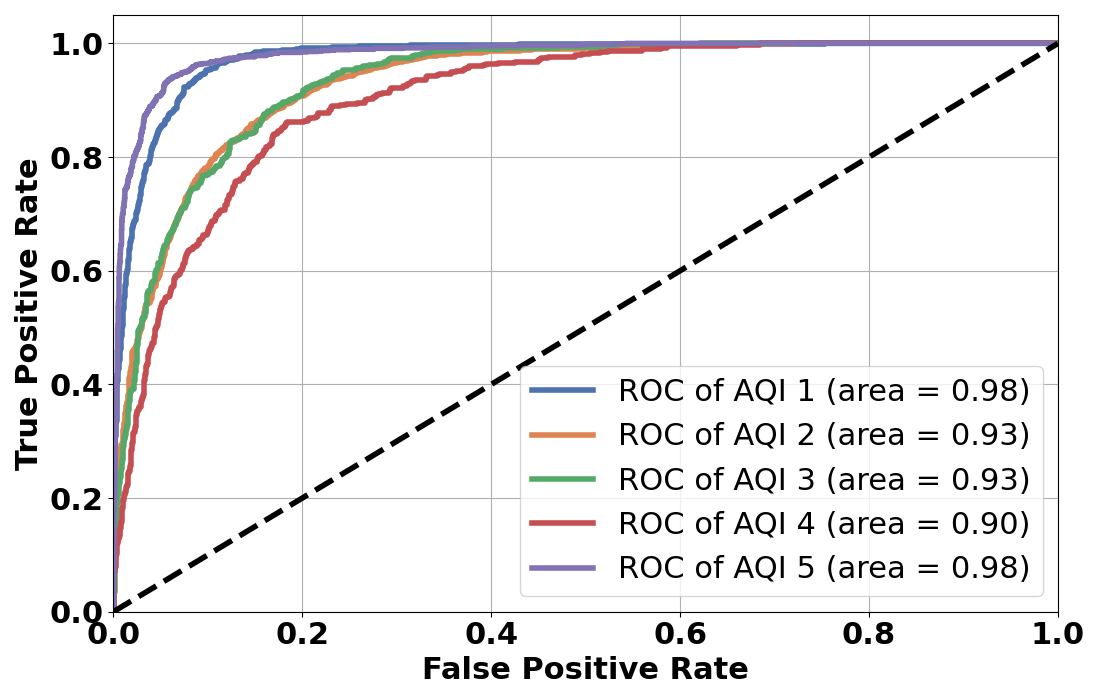 True Positive Rate
1.0
0.8
0.6
0.4
0.2
0.0
ROC of AQI 1 (area = 0.98)
ROC of AQI 2 (area = 0.93)
ROC of AQI 3 (area = 0.93)
ROC of AQI 4 (area = 0.90)
ROC of AQI 5 (area = 0.98)
0.0 0.2 0.4 0.6 0.8 1.0
False Positive Rate